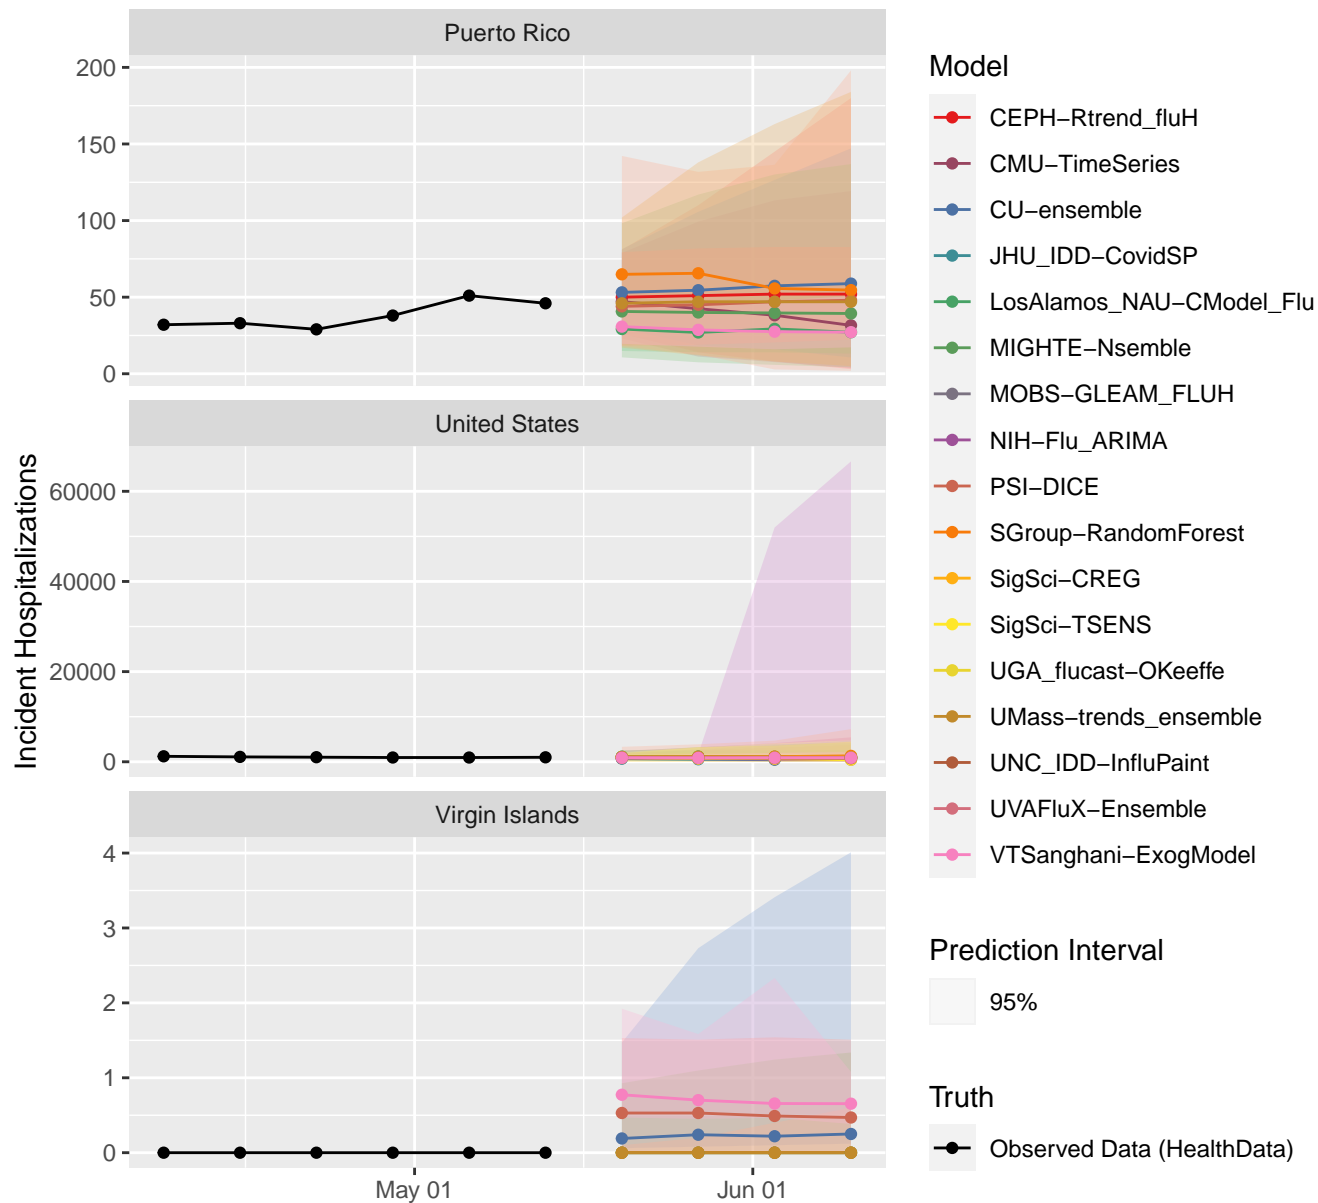 Puerto Rico
200
150
100
50
0
United States
60000
40000
20000
0
Virgin Islands
4
3
2
1
0
May 01
Jun 01
Incident Hospitalizations
Model
CEPH−Rtrend_fluH
CMU−TimeSeries
CU−ensemble
JHU_IDD−CovidSP
LosAlamos_NAU−CModel_Flu
MIGHTE−Nsemble
MOBS−GLEAM_FLUH
NIH−Flu_ARIMA
PSI−DICE
SGroup−RandomForest
SigSci−CREG
SigSci−TSENS
UGA_flucast−OKeeffe
UMass−trends_ensemble
UNC_IDD−InfluPaint
UVAFluX−Ensemble
VTSanghani−ExogModel
Prediction Interval
95%
Truth
Observed Data (HealthData)